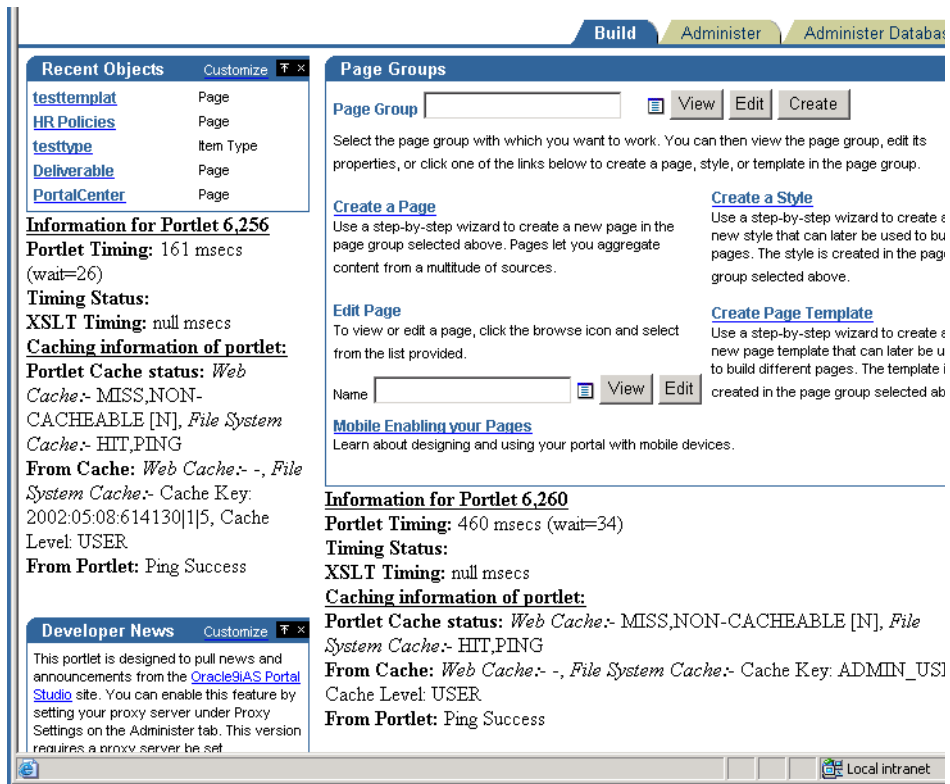 Build Administer Administer Databas
Recent Objects Customize
testtemplat Page
HR Policies Page
testtype Item Type
Deliverable Page
PortalCenter Page
Information for Portlet 6,256
Portlet Timing: 161 msecs
(wait=26)
Timing Status:
XSLT Timing: null msecs
Caching information of portlet:
Portlet Cache status: Web
Cache:- MISS,NON-
CACHEABLE [N], File System
Cache:- HIT,PING
From Cache: Web Cache:- -, File
System Cache:- Cache Key:
2002:05:08:614130|1|5, Cache
Level: USER
From Portlet: Ping Success
Developer News Customize
This portlet is designed to pull news and
announcements from the Oracle9iAS Portal
Studio site. You can enable this feature by
setting your proxy server under Proxy
Settings on the Administer tab. This version
requires a proxy server be set
Page Groups
Page Group View Edit Create
Select the page group with which you want to work. You can then view the page group, edit its
properties, or click one of the links below to create a page, style, or template in the page group.
Create a Page
Use a step-by-step wizard to create a new page in the
page group selected above. Pages let you aggregate
content from a multitude of sources.
Edit Page
To view or edit a page, click the browse icon and select
from the list provided.
Name View Edit
Mobile Enabling your Pages
Learn about designing and using your portal with mobile devices.
Create a Style
Use a step-by-step wizard to create a
new style that can later be used to bu
pages. The style is created in the page
group selected above.
Create Page Template
Use a step-by-step wizard to create a
new page template that can later be u
to build different pages. The template i
created in the page group selected ab
Information for Portlet 6,260
Portlet Timing: 460 msecs (wait=34)
Timing Status:
XSLT Timing: null msecs
Caching information of portlet:
Portlet Cache status: Web Cache:- MISS,NON-CACHEABLE [N], File
System Cache:- HIT,PING
From Cache: Web Cache:- -, File System Cache:- Cache Key: ADMIN_USE
Cache Level: USER
From Portlet: Ping Success
Local intranet